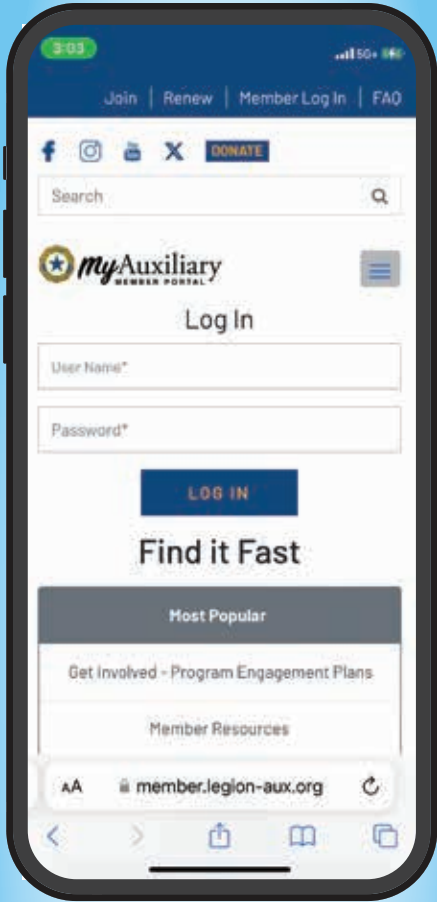 3:03
5G+
Join | Renew | Member Log In | FAQ
DONATE
Search
MyAuxiliary
MEMBER PORTAL
Log In
User Name*
Password*
LOG IN
Find it Fast
Most Popular
Get Involved - Program Engagement Plans
Member Resources
AA member.legion-aux.org